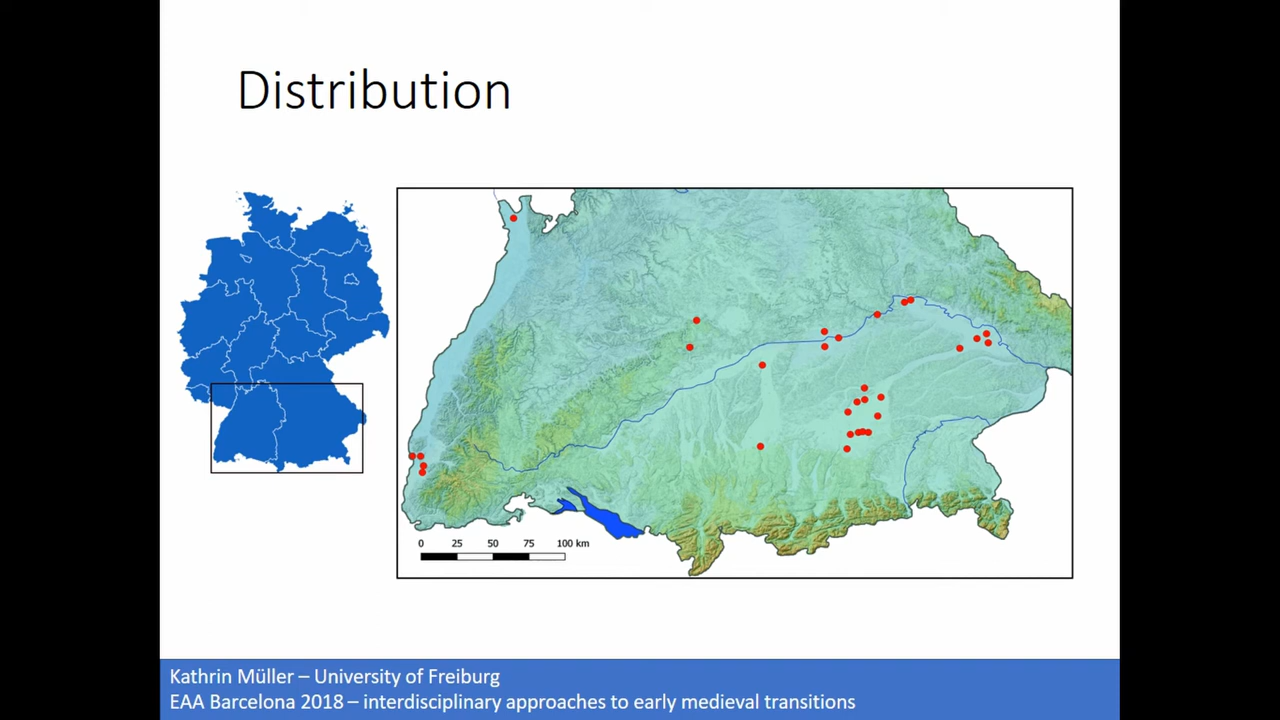 Distribution
0 25 50 75 100 km
Kathrin Müller – University of Freiburg
EAA Barcelona 2018 – interdisciplinary approaches to early medieval transitions